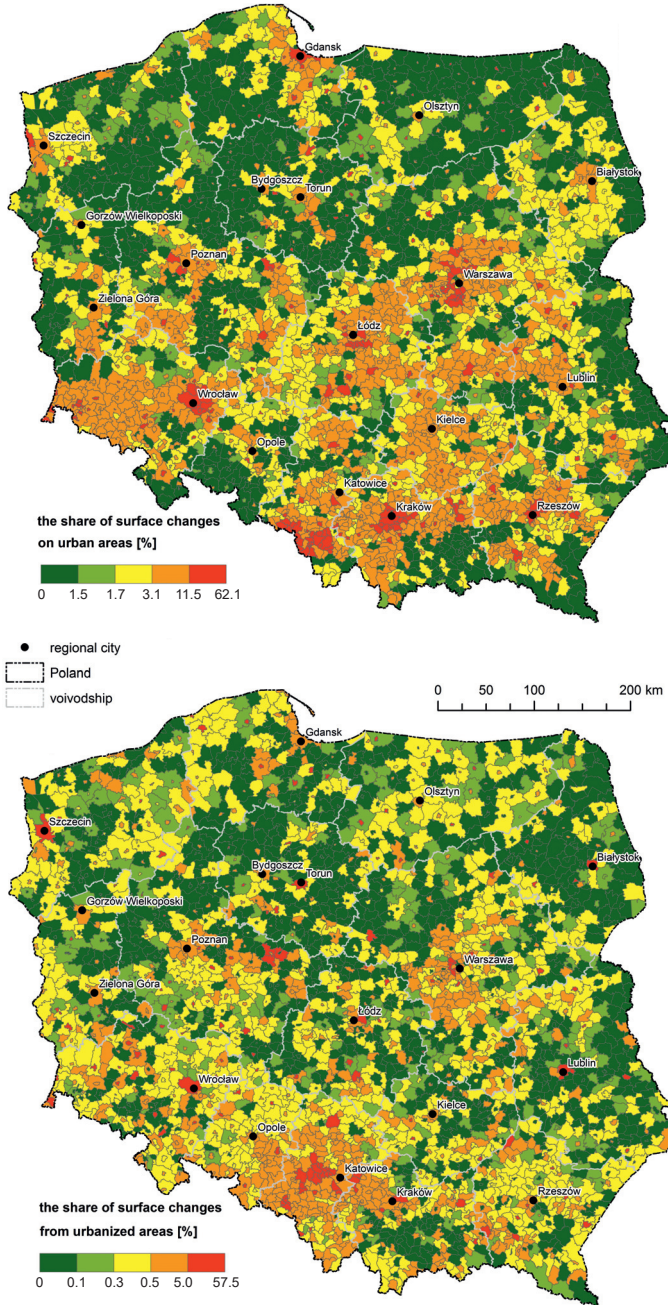 Gdansk
Olsztyn
Szczecin
Białystok
Bydgoszcz
Torun
Gorzów Wielkoposki
Poznan
Warszawa
Zielona Góra
Łódz
Lublin
Wrocław
Kielce
Opole
Katowice
Kraków
Rzeszów
the share of surface changes
on urban areas [%]
0 1.5 1.7 3.1 11.5 62.1
regional city
Poland
voivodship
0 50 100 200 km
Gdansk
Olsztyn
Szczecin
Białystok
Bydgoszcz
Torun
Gorzów Wielkoposki
Poznan
Warszawa
Zielona Góra
Łódz
Lublin
Wrocław
Kielce
Opole
Katowice
Kraków
Rzeszów
the share of surface changes
from urbanized areas [%]
0 0.1 0.3 0.5 5.0 57.5